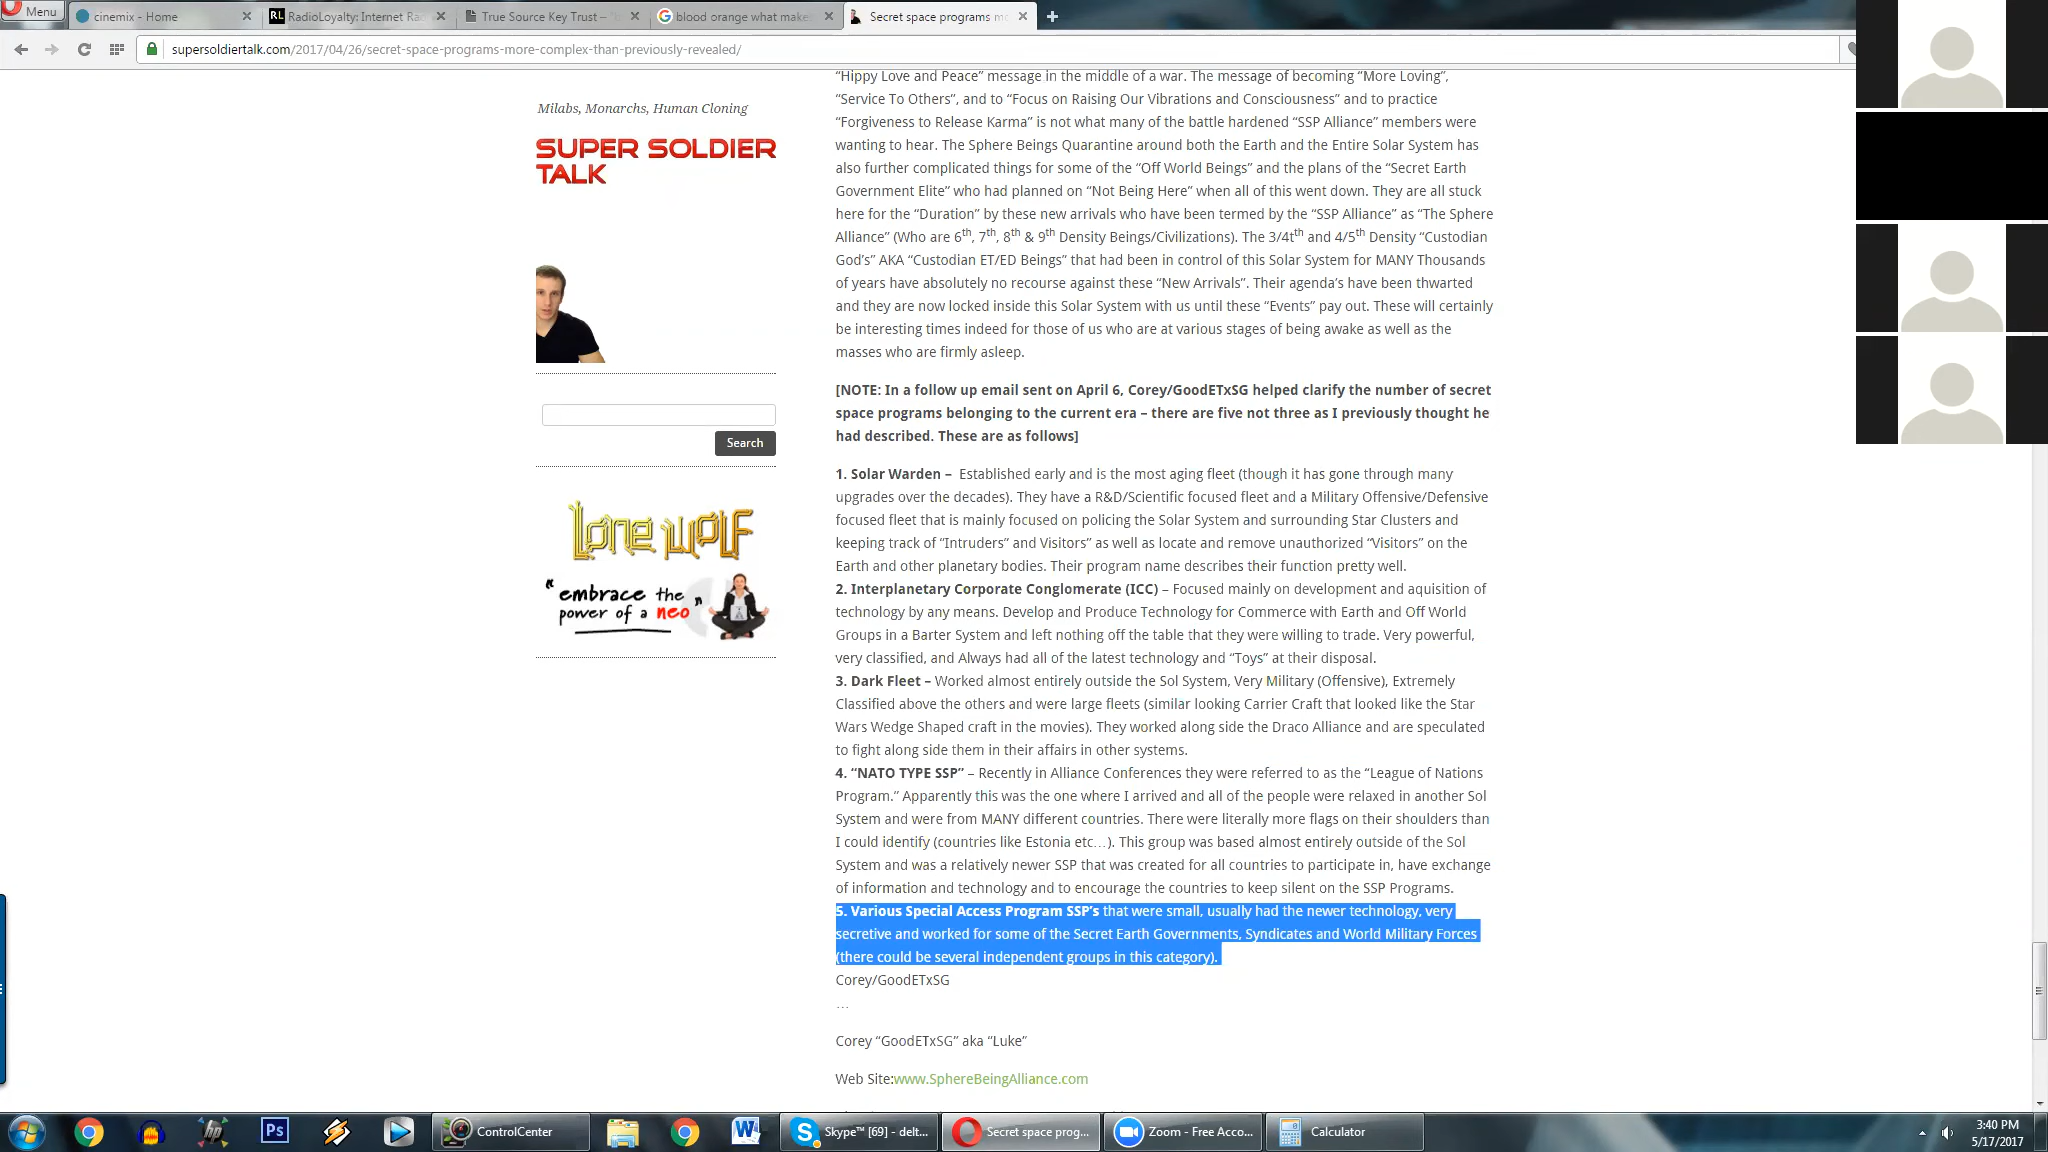 Menu
cinemix - Home
RadioLoyalty: Internet Rac
True Source Key Trust – "b
blood orange what make
Secret space programs mo
supersoldiertalk.com/2017/04/26/secret-space-programs-more-complex-than-previously-revealed/
Milabs, Monarchs, Human Cloning
SUPER SOLDIER
TALK
Search
Lone Wolf
“embrace the
power of a neo”
“Hippy Love and Peace” message in the middle of a war. The message of becoming “More Loving”,
“Service To Others”, and to “Focus on Raising Our Vibrations and Consciousness” and to practice
“Forgiveness to Release Karma” is not what many of the battle hardened “SSP Alliance” members were
wanting to hear. The Sphere Beings Quarantine around both the Earth and the Entire Solar System has
also further complicated things for some of the “Off World Beings” and the plans of the “Secret Earth
Government Elite” who had planned on “Not Being Here” when all of this went down. They are all stuck
here for the “Duration” by these new arrivals who have been termed by the “SSP Alliance” as “The Sphere
Alliance” (Who are 6th, 7th, 8th & 9th Density Beings/Civilizations). The 3/4th and 4/5th Density “Custodian
God’s” AKA “Custodian ET/ED Beings” that had been in control of this Solar System for MANY Thousands
of years have absolutely no recourse against these “New Arrivals”. Their agenda’s have been thwarted
and they are now locked inside this Solar System with us until these “Events” pay out. These will certainly
be interesting times indeed for those of us who are at various stages of being awake as well as the
masses who are firmly asleep.
[NOTE: In a follow up email sent on April 6, Corey/GoodETxSG helped clarify the number of secret
space programs belonging to the current era – there are five not three as I previously thought he
had described. These are as follows]
1. Solar Warden – Established early and is the most aging fleet (though it has gone through many
upgrades over the decades). They have a R&D/Scientific focused fleet and a Military Offensive/Defensive
focused fleet that is mainly focused on policing the Solar System and surrounding Star Clusters and
keeping track of “Intruders” and Visitors” as well as locate and remove unauthorized “Visitors” on the
Earth and other planetary bodies. Their program name describes their function pretty well.
2. Interplanetary Corporate Conglomerate (ICC) – Focused mainly on development and aquisition of
technology by any means. Develop and Produce Technology for Commerce with Earth and Off World
Groups in a Barter System and left nothing off the table that they were willing to trade. Very powerful,
very classified, and Always had all of the latest technology and “Toys” at their disposal.
3. Dark Fleet – Worked almost entirely outside the Sol System, Very Military (Offensive), Extremely
Classified above the others and were large fleets (similar looking Carrier Craft that looked like the Star
Wars Wedge Shaped craft in the movies). They worked along side the Draco Alliance and are speculated
to fight along side them in their affairs in other systems.
4. “NATO TYPE SSP” – Recently in Alliance Conferences they were referred to as the “League of Nations
Program.” Apparently this was the one where I arrived and all of the people were relaxed in another Sol
System and were from MANY different countries. There were literally more flags on their shoulders than
I could identify (countries like Estonia etc…). This group was based almost entirely outside of the Sol
System and was a relatively newer SSP that was created for all countries to participate in, have exchange
of information and technology and to encourage the countries to keep silent on the SSP Programs.
5. Various Special Access Program SSP’s that were small, usually had the newer technology, very
secretive and worked for some of the Secret Earth Governments, Syndicates and World Military Forces
(there could be several independent groups in this category).
Corey/GoodETxSG
…
Corey “GoodETxSG” aka “Luke”
Web Site:www.SphereBeingAlliance.com
ControlCenter
Skype™ [69] - delt...
Secret space prog...
Zoom - Free Acco...
Calculator
3:40 PM
5/17/2017